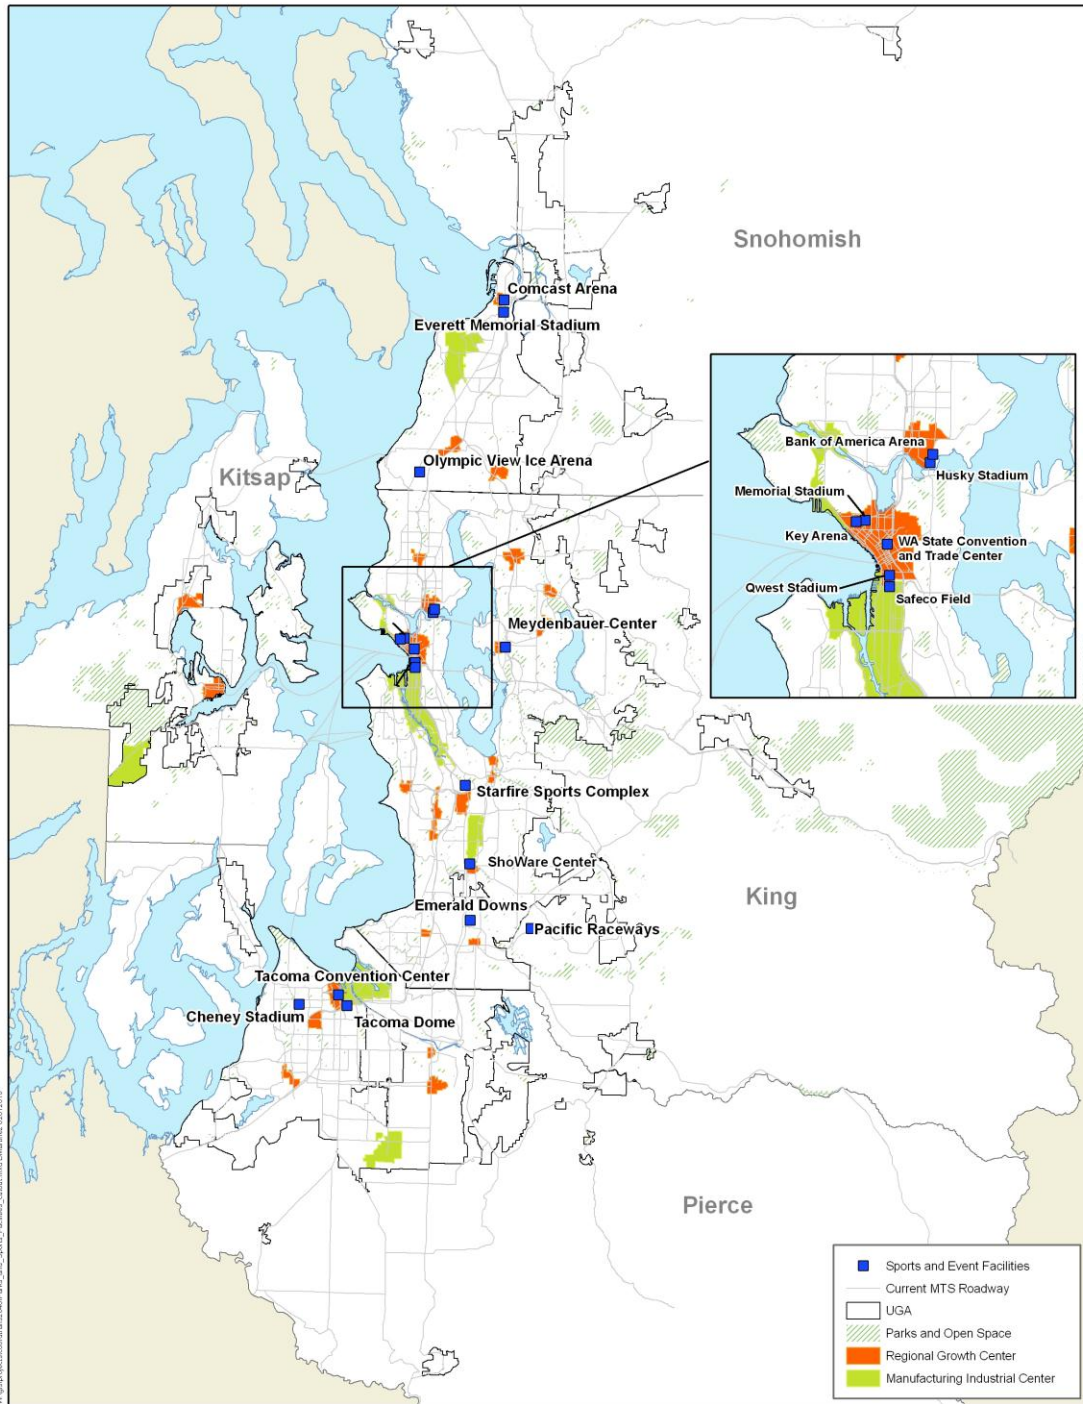 Snohomish
Comcast Arena
Everett Memorial Stadium
Olympic View Ice Arena
Kitsap
Bank of America Arena
Husky Stadium
Memorial Stadium
Key Arena
WA State Convention
and Trade Center
Qwest Stadium
Safeco Field
Meydenbauer Center
Starfire Sports Complex
ShoWare Center
King
Emerald Downs
Pacific Raceways
Tacoma Convention Center
Cheney Stadium
Tacoma Dome
Pierce
Sports and Event Facilities
Current MTS Roadway
UGA
Parks and Open Space
Regional Growth Center
Manufacturing Industrial Center